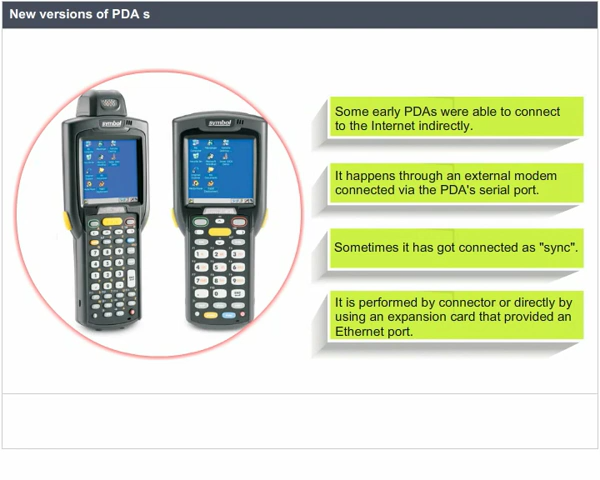 New versions of PDA s
symbol
symbol
Some early PDAs were able to connect
to the Internet indirectly.
It happens through an external modem
connected via the PDA's serial port.
Sometimes it has got connected as "sync".
It is performed by connector or directly by
using an expansion card that provided an
Ethernet port.